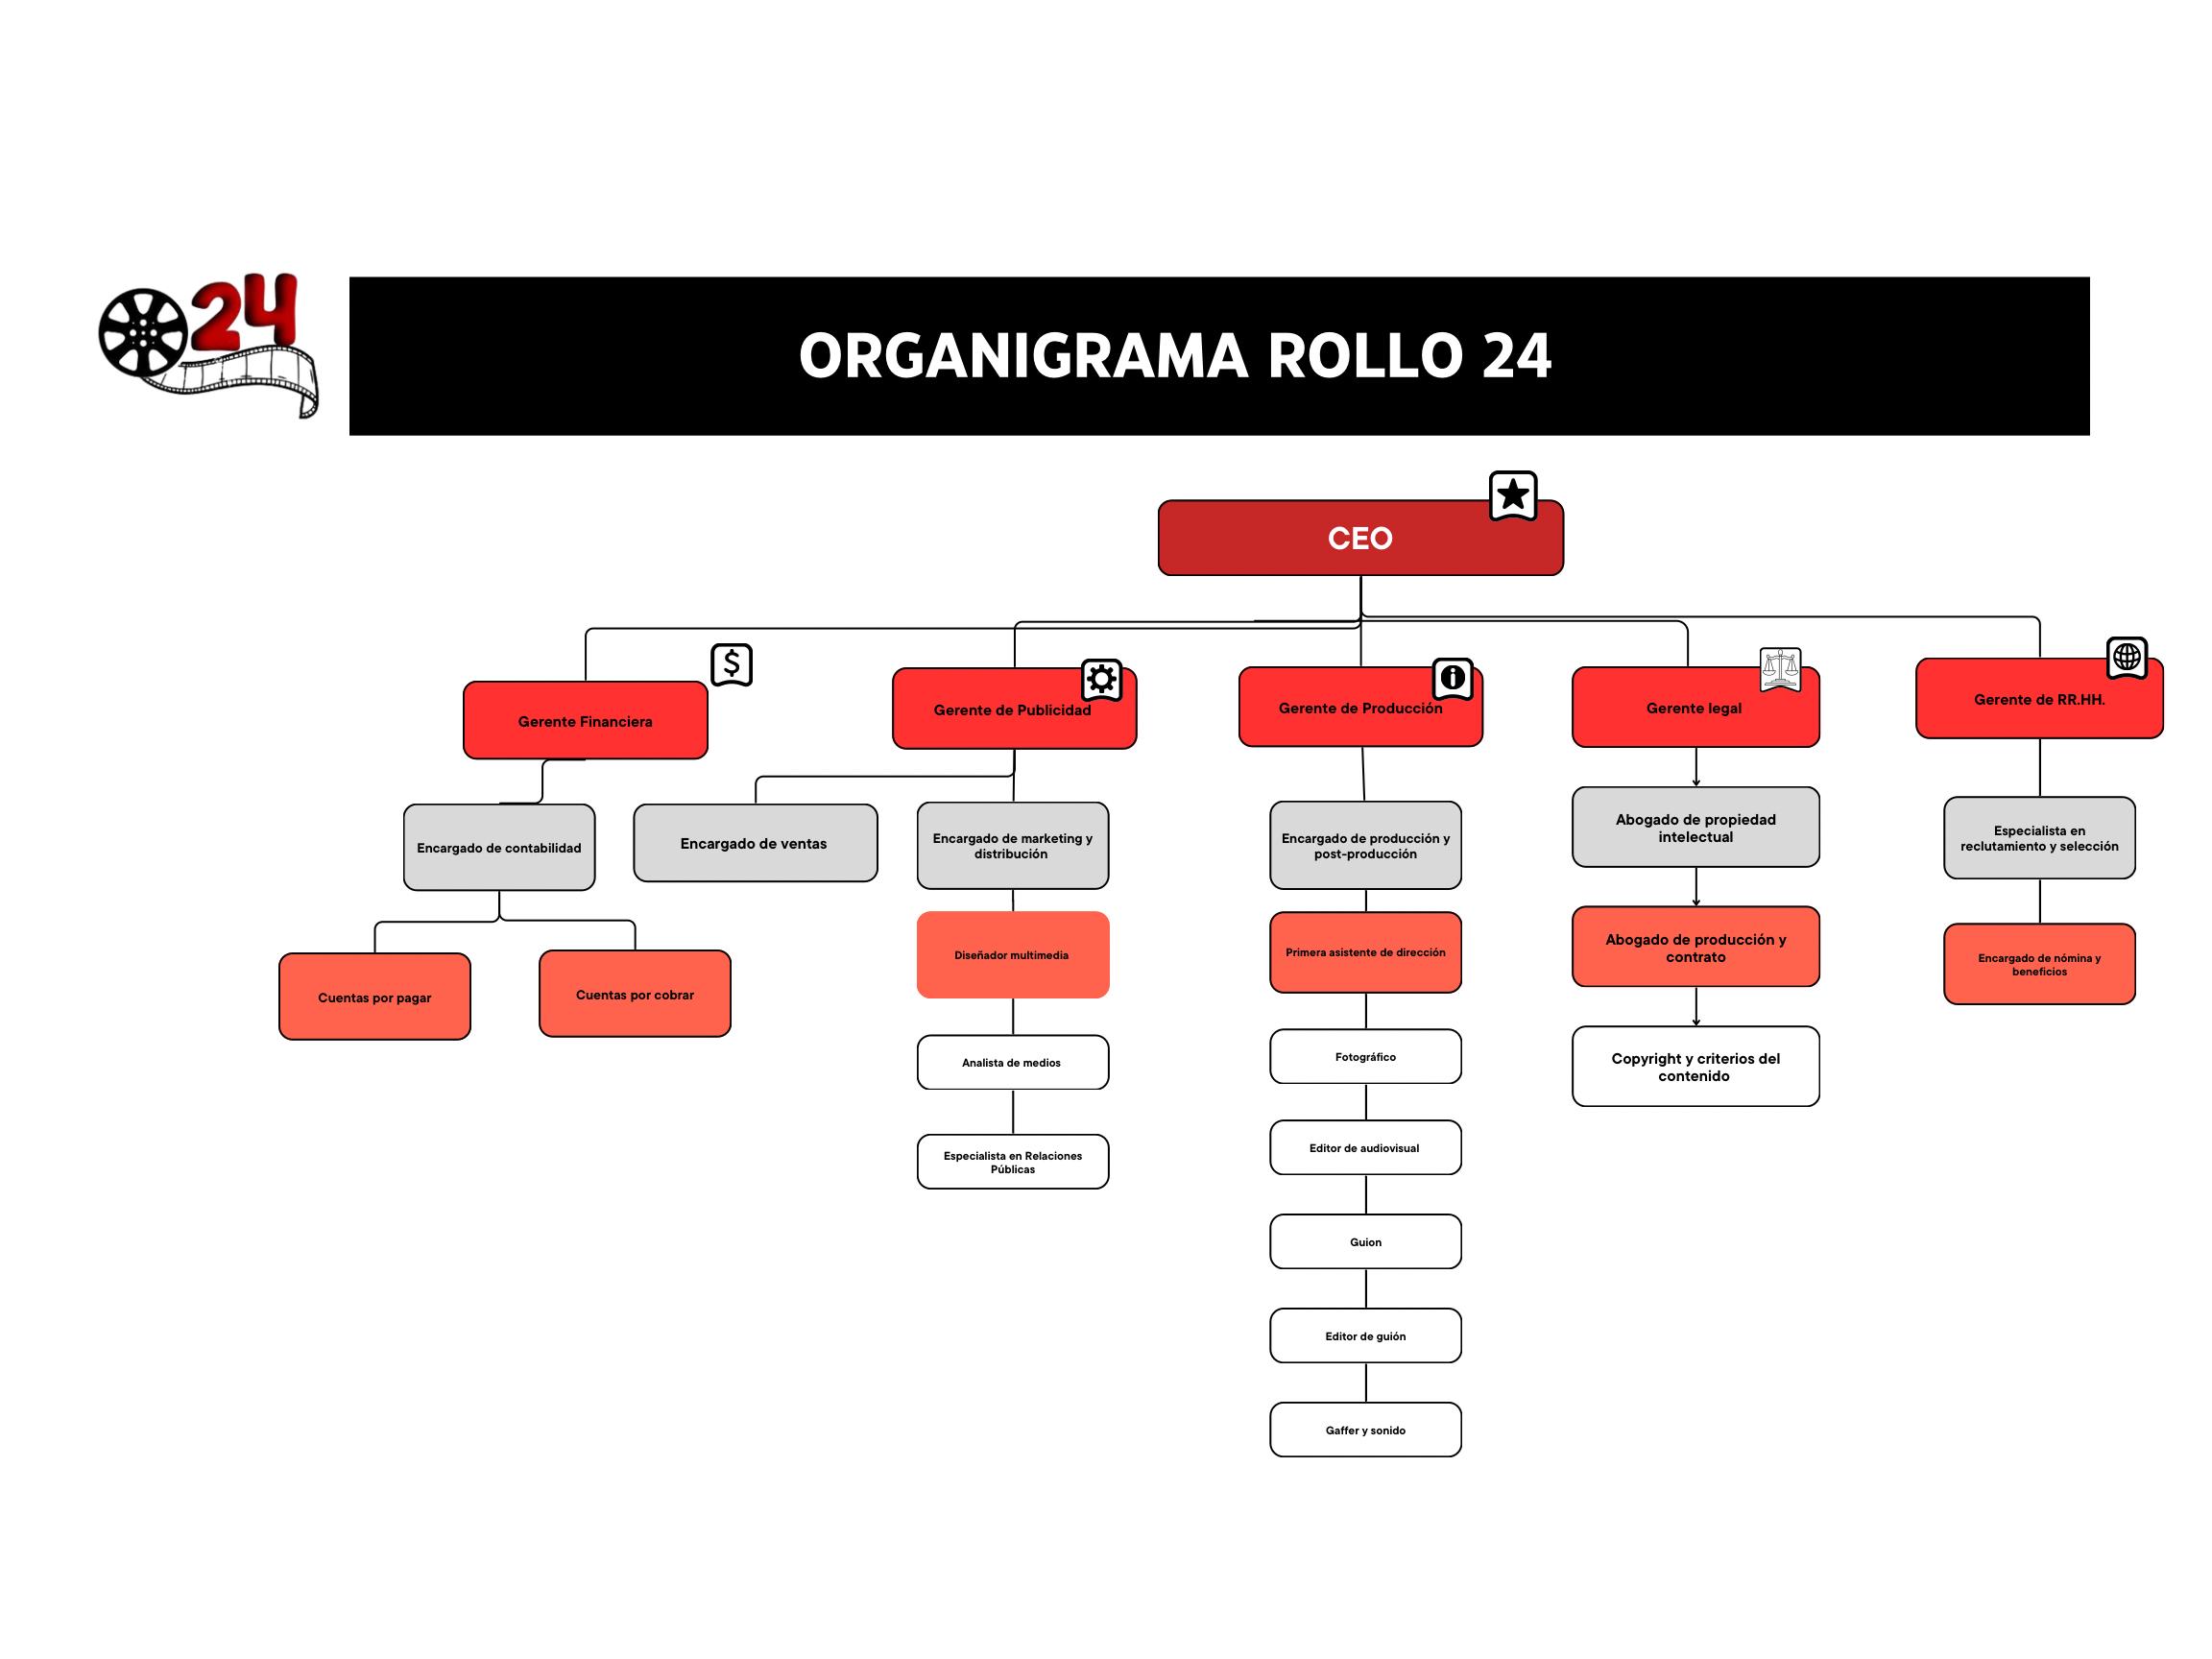 24
ORGANIGRAMA ROLLO 24
CEO
$
Gerente Financiera
Gerente de Publicidad
Gerente de Producción
Gerente legal
Gerente de RR.HH.
Encargado de contabilidad
Encargado de ventas
Encargado de marketing y
distribución
Encargado de producción y
post-producción
Abogado de propiedad
intelectual
Especialista en
reclutamiento y selección
Cuentas por pagar
Cuentas por cobrar
Diseñador multimedia
Primera asistente de dirección
Abogado de producción y
contrato
Encargado de nómina y
beneficios
Analista de medios
Fotográfico
Copyright y criterios del
contenido
Especialista en Relaciones
Públicas
Editor de audiovisual
Guion
Editor de guión
Gaffer y sonido